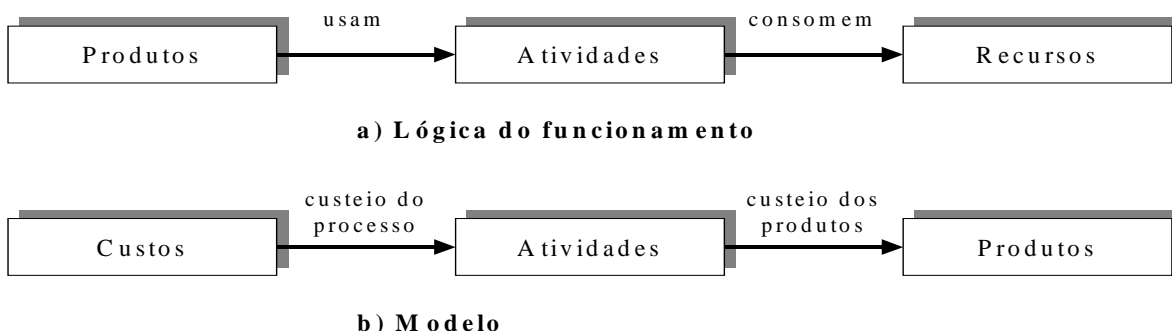 usam
consomem
Produtos
Atividades
Recursos
a) Lógica do funcionamento
custeio do
processo
custeio dos
produtos
Custos
Atividades
Produtos
b) Modelo